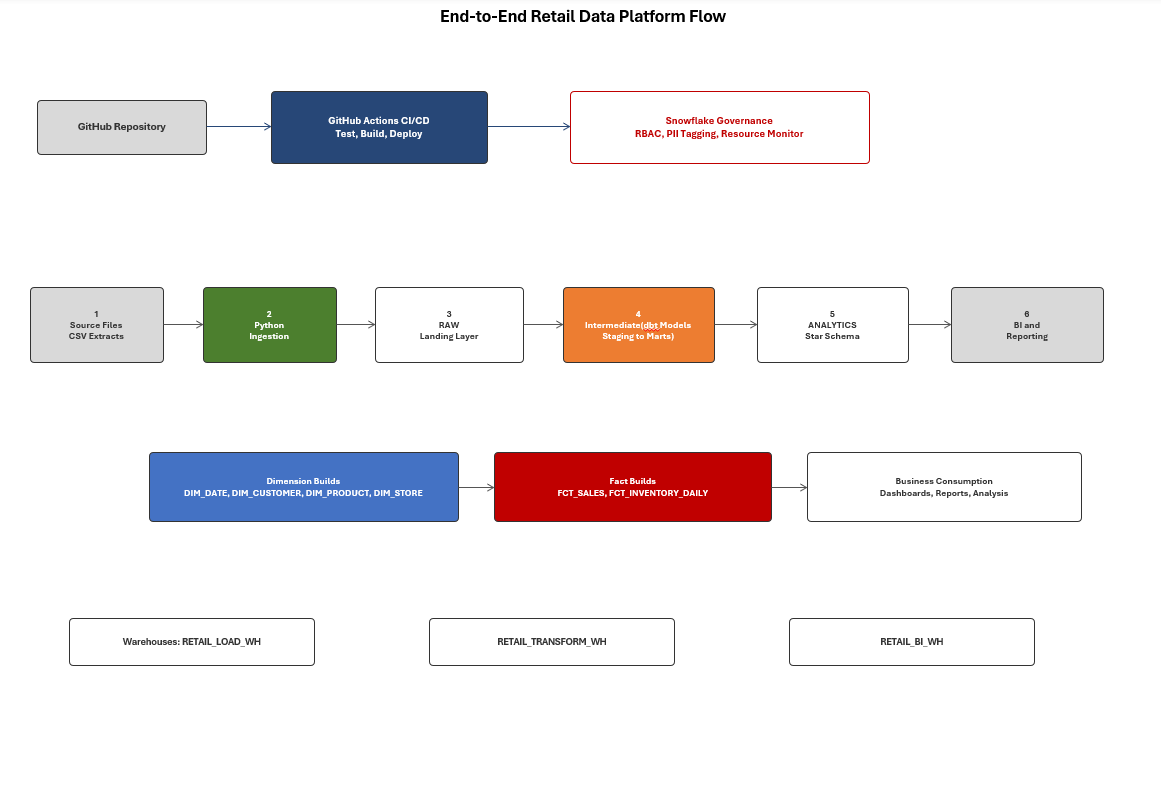 End-to-End Retail Data Platform Flow
GitHub Repository
GitHub Actions CI/CD
Test, Build, Deploy
Snowflake Governance
RBAC, PII Tagging, Resource Monitor
1
Source Files
CSV Extracts
2
Python
Ingestion
3
RAW
Landing Layer
4
Intermediate(dbt Models
Staging to Marts)
5
ANALYTICS
Star Schema
6
BI and
Reporting
Dimension Builds
DIM_DATE, DIM_CUSTOMER, DIM_PRODUCT, DIM_STORE
Fact Builds
FCT_SALES, FCT_INVENTORY_DAILY
Business Consumption
Dashboards, Reports, Analysis
Warehouses: RETAIL_LOAD_WH
RETAIL_TRANSFORM_WH
RETAIL_BI_WH